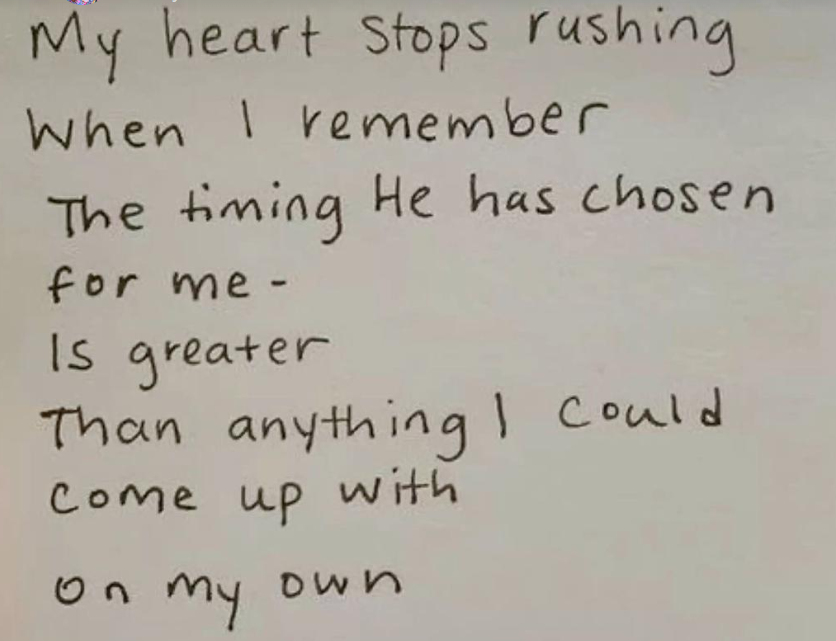 My heart stops rushing
When I remember
The timing He has chosen
for me -
Is greater
Than anything I could
come up with
on my own